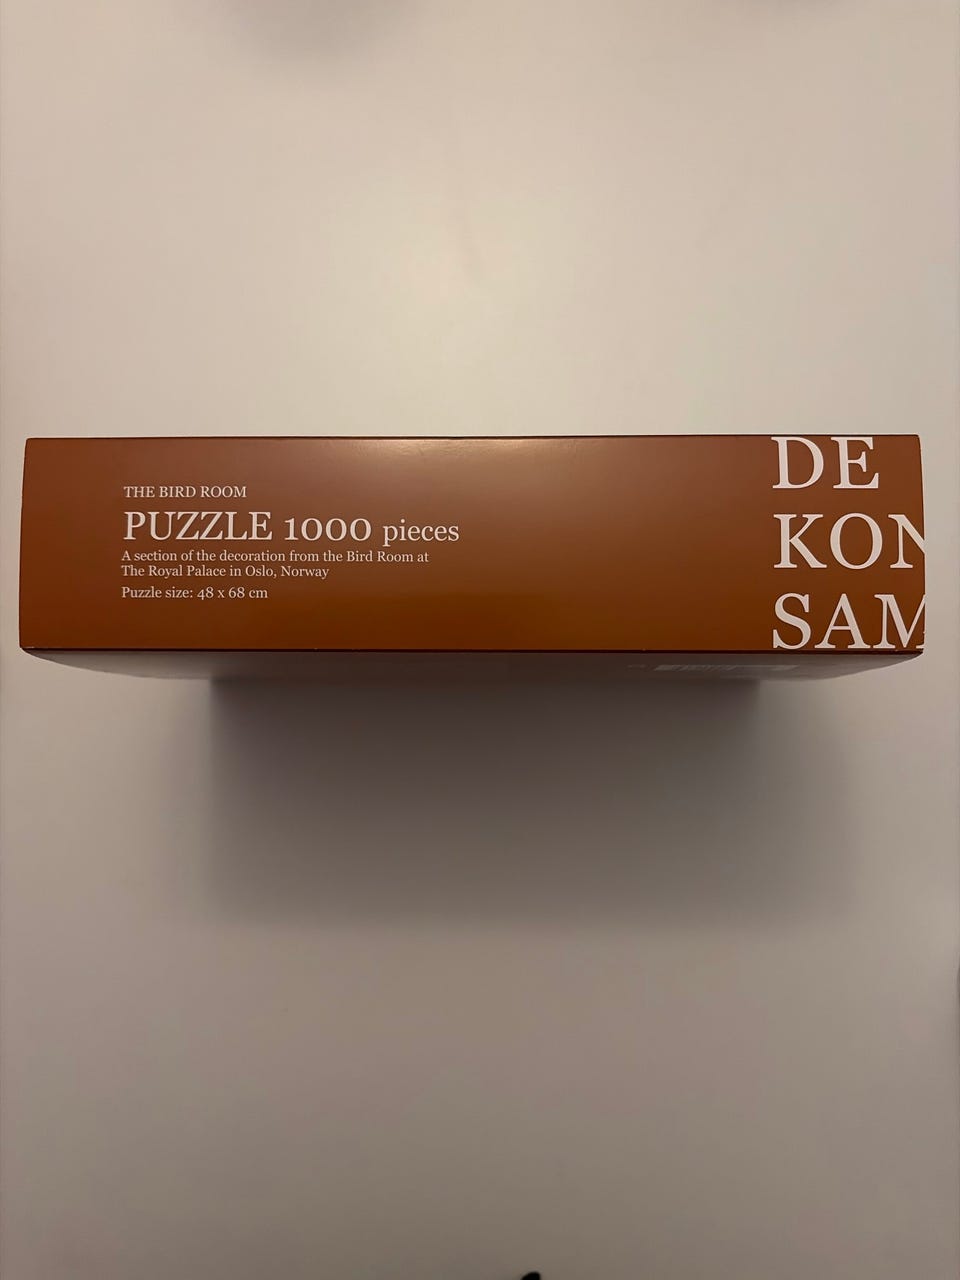 THE BIRD ROOM
PUZZLE 1000 pieces
A section of the decoration from the Bird Room at
The Royal Palace in Oslo, Norway
Puzzle size: 48 x 68 cm
DE
KON
SAM